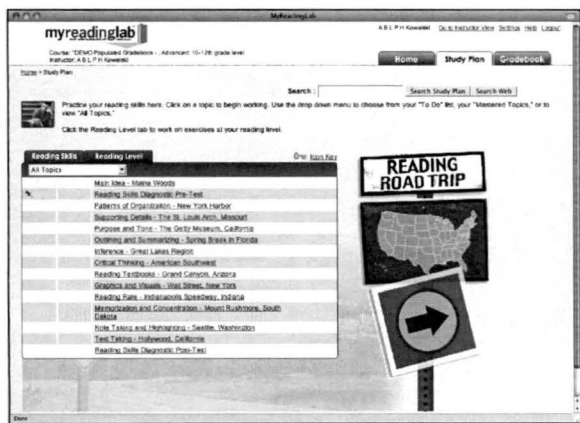 MyReadingLab
myreadinglab
A B L P H Kowalski Go to Instructor View Settings Help Logout
Course: "DEMO Populated Gradebook - , Advanced: 10-12th grade level
Instructor: A B L P H Kowalski
Home Study Plan Gradebook
Home > Study Plan
Search : Search Study Plan Search Web
Practice your reading skills here. Click on a topic to begin working. Use the drop down menu to choose from your "To Do" list, your "Mastered Topics," or to
view "All Topics."
Click the Reading Level tab to work on exercises at your reading level.
Reading Skills Reading Level Icon Key
All Topics
Main Idea - Maine Woods
Reading Skills Diagnostic Pre-Test
Patterns of Organization - New York Harbor
Supporting Details - The St. Louis Arch, Missouri
Purpose and Tone - The Getty Museum, California
Outlining and Summarizing - Spring Break in Florida
Inference - Great Lakes Region
Critical Thinking - American Southwest
Reading Textbooks - Grand Canyon, Arizona
Graphics and Visuals - Wall Street, New York
Reading Rate - Indianapolis Speedway, Indiana
Memorization and Concentration - Mount Rushmore, South
Dakota
Note Taking and Highlighting - Seattle, Washington
Test Taking - Hollywood, California
Reading Skills Diagnostic Post-Test
READING
ROAD TRIP
Done